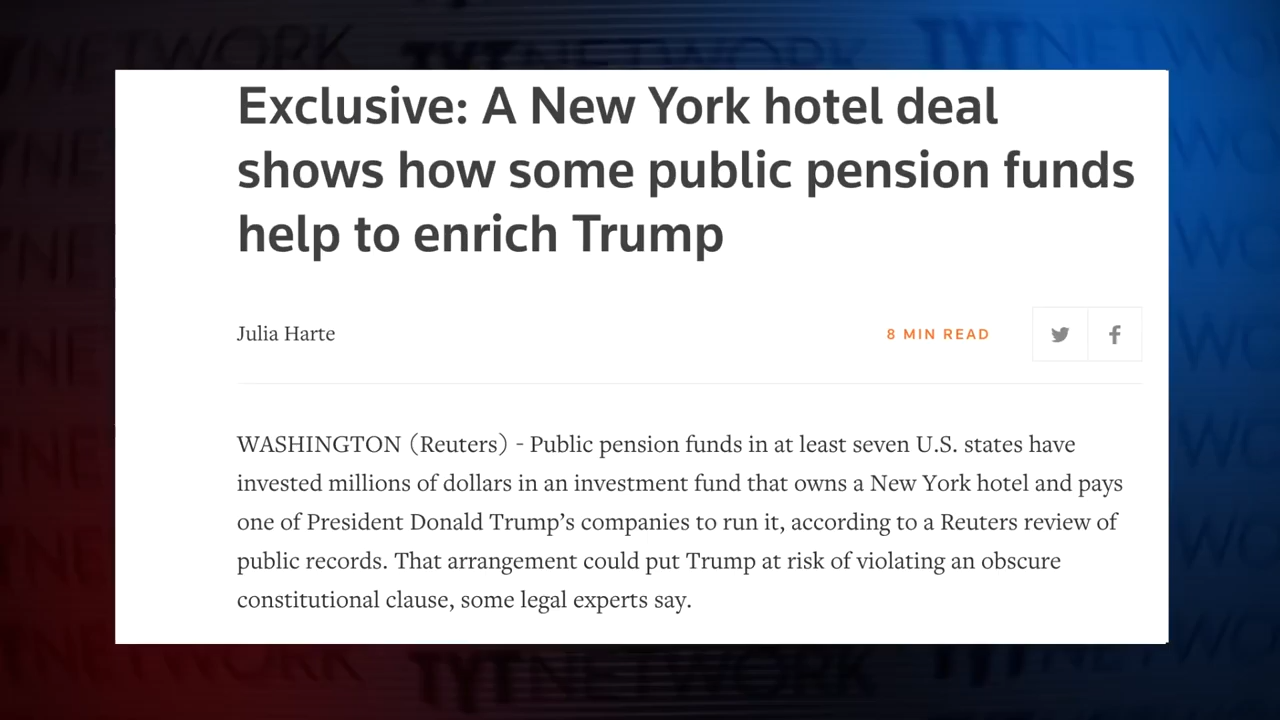 TYT NETWORK
Exclusive: A New York hotel deal
shows how some public pension funds
help to enrich Trump
Julia Harte
8 MIN READ
WASHINGTON (Reuters) - Public pension funds in at least seven U.S. states have
invested millions of dollars in an investment fund that owns a New York hotel and pays
one of President Donald Trump’s companies to run it, according to a Reuters review of
public records. That arrangement could put Trump at risk of violating an obscure
constitutional clause, some legal experts say.
TYT NETWORK